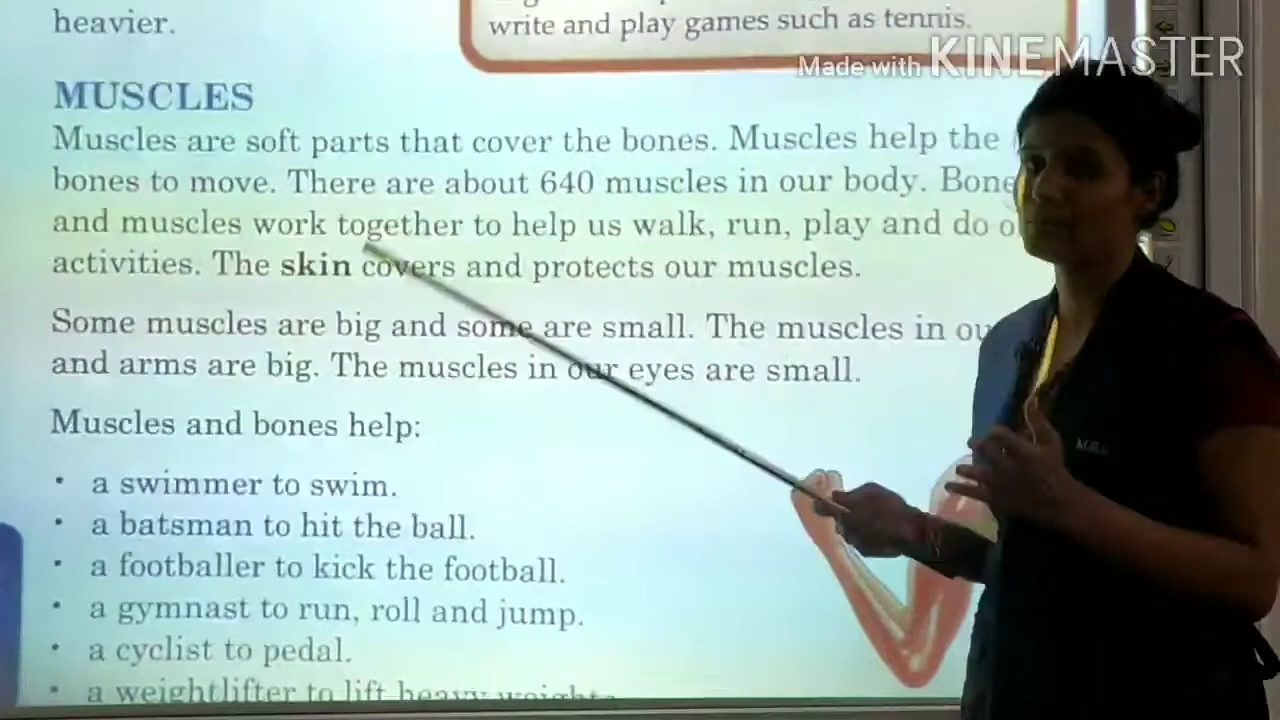 heavier.
write and play games such as tennis.
Made with KINEMASTER
MUSCLES
Muscles are soft parts that cover the bones. Muscles help the
bones to move. There are about 640 muscles in our body. Bone
and muscles work together to help us walk, run, play and do o
activities. The skin covers and protects our muscles.
Some muscles are big and some are small. The muscles in ou
and arms are big. The muscles in our eyes are small.
Muscles and bones help:
• a swimmer to swim.
• a batsman to hit the ball.
• a footballer to kick the football.
• a gymnast to run, roll and jump.
• a cyclist to pedal.
• a weightlifter to lift heavy weights